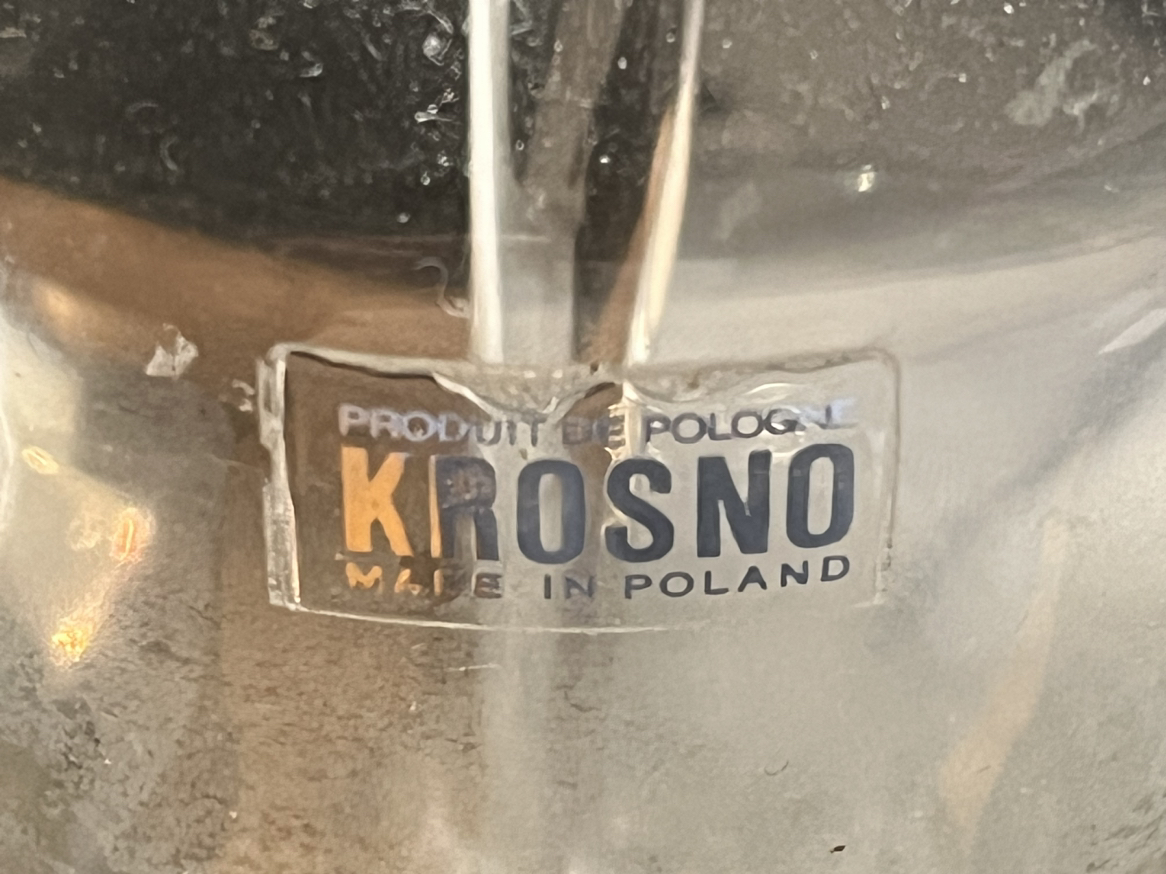 PRODUIT DE POLOGNE
KROSNO
MADE IN POLAND